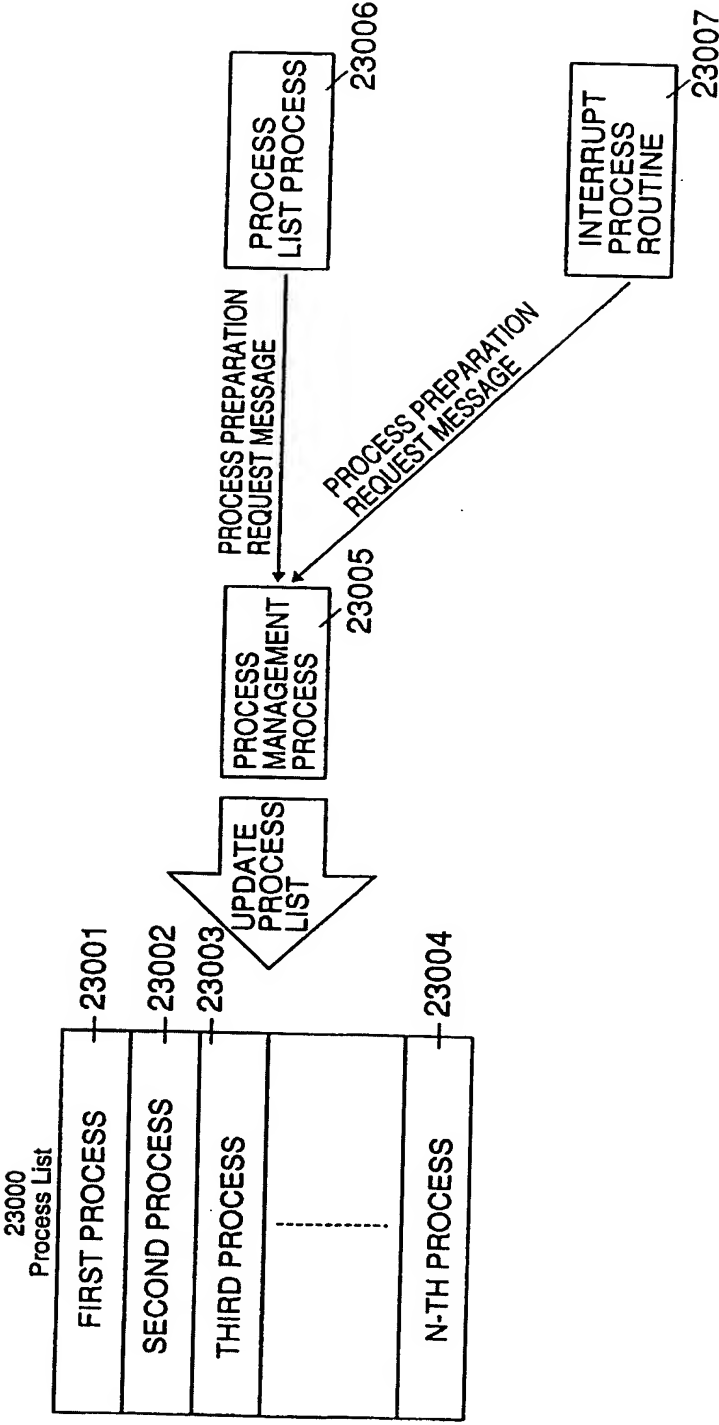 23000
Process List
FIRST PROCESS
23001
SECOND PROCESS
23002
THIRD PROCESS
23003
N-TH PROCESS
23004
UPDATE
PROCESS
LIST
PROCESS
MANAGEMENT
PROCESS
23005
PROCESS PREPARATION
REQUEST MESSAGE
PROCESS
LIST PROCESS
23006
PROCESS PREPARATION
REQUEST MESSAGE
INTERRUPT
PROCESS
ROUTINE
23007